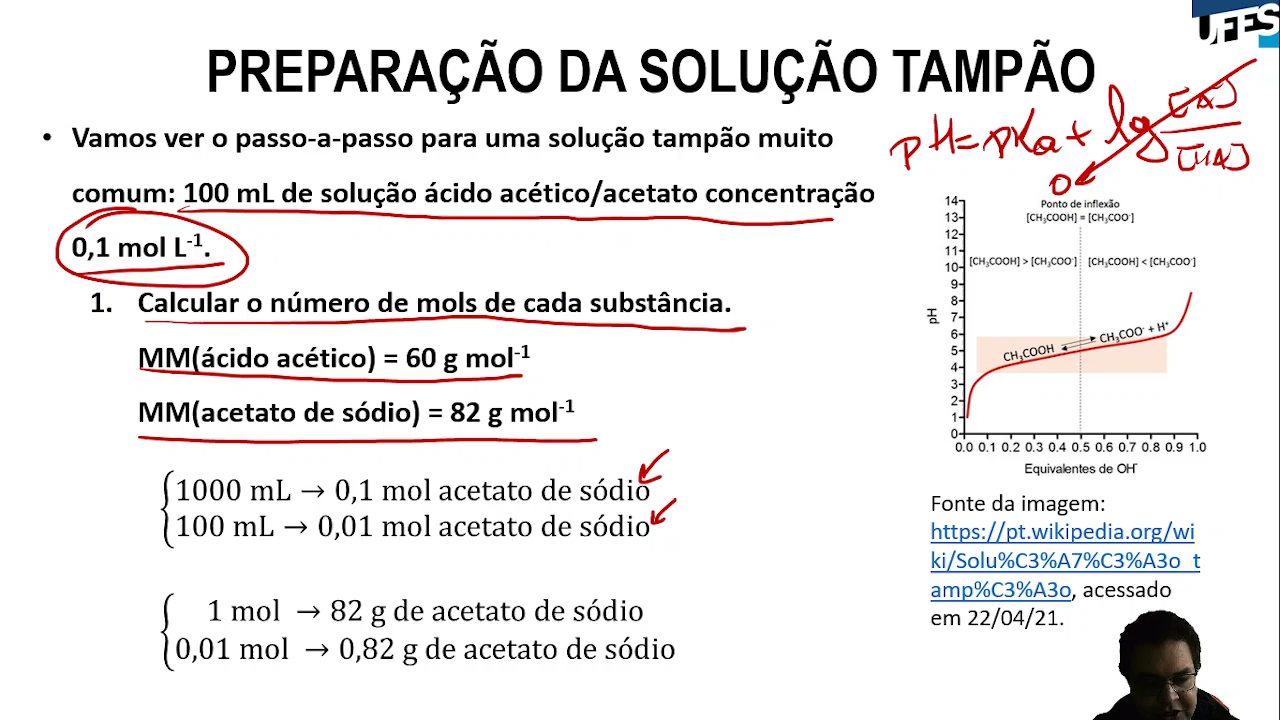 UFES
PREPARAÇÃO DA SOLUÇÃO TAMPÃO
• Vamos ver o passo-a-passo para uma solução tampão muito
comum: 100 mL de solução ácido acético/acetato concentração
0,1 mol L⁻¹.
1. Calcular o número de mols de cada substância.
MM(ácido acético) = 60 g mol⁻¹
MM(acetato de sódio) = 82 g mol⁻¹
1000 mL → 0,1 mol acetato de sódio
100 mL → 0,01 mol acetato de sódio
1 mol → 82 g de acetato de sódio
0,01 mol → 0,82 g de acetato de sódio
pH = pKa + log [A]/[HA]
0
Ponto de inflexão
[CH₃COOH] = [CH₃COO⁻]
[CH₃COOH] > [CH₃COO⁻] [CH₃COOH] < [CH₃COO⁻]
CH₃COOH CH₃COO⁻ + H⁺
pH
14
13
12
11
10
9
8
7
6
5
4
3
2
1
0
0.0 0.1 0.2 0.3 0.4 0.5 0.6 0.7 0.8 0.9 1.0
Equivalentes de OH⁻
Fonte da imagem:
https://pt.wikipedia.org/wi
ki/Solu%C3%A7%C3%A3o_t
amp%C3%A3o, acessado
em 22/04/21.